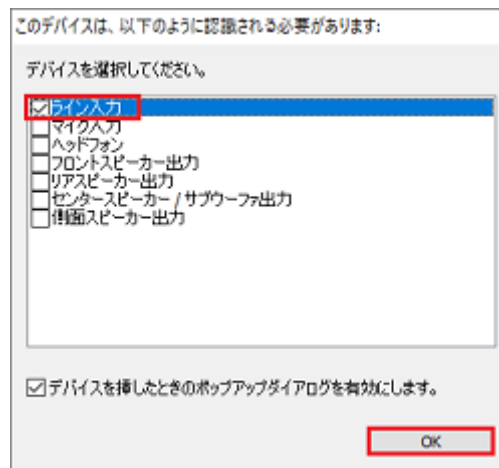 このデバイスは、以下のように認識される必要があります:
デバイスを選択してください。
ライン入力
マイク入力
ヘッドフォン
フロントスピーカー出力
リアスピーカー出力
センタースピーカー / サブウーファ出力
側面スピーカー出力
デバイスを挿したときのポップアップダイアログを有効にします。
OK